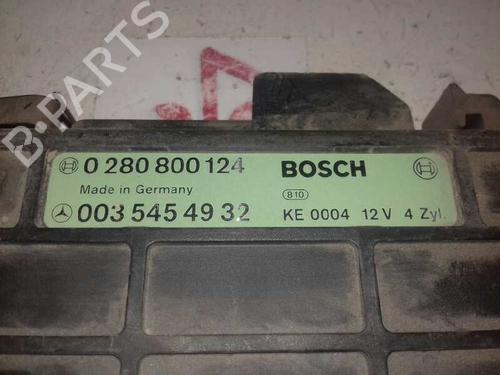 B-PARTS
0 280 800 124 BOSCH
Made in Germany 810
003 545 49 32 KE 0004 12 V 4 Zyl.